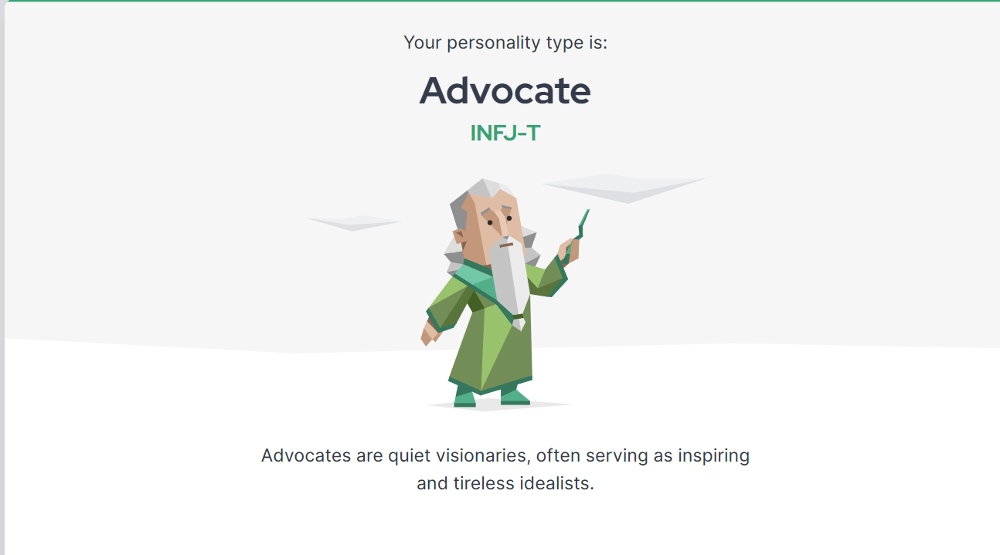 Your personality type is:
Advocate
INFJ-T
Advocates are quiet visionaries, often serving as inspiring
and tireless idealists.